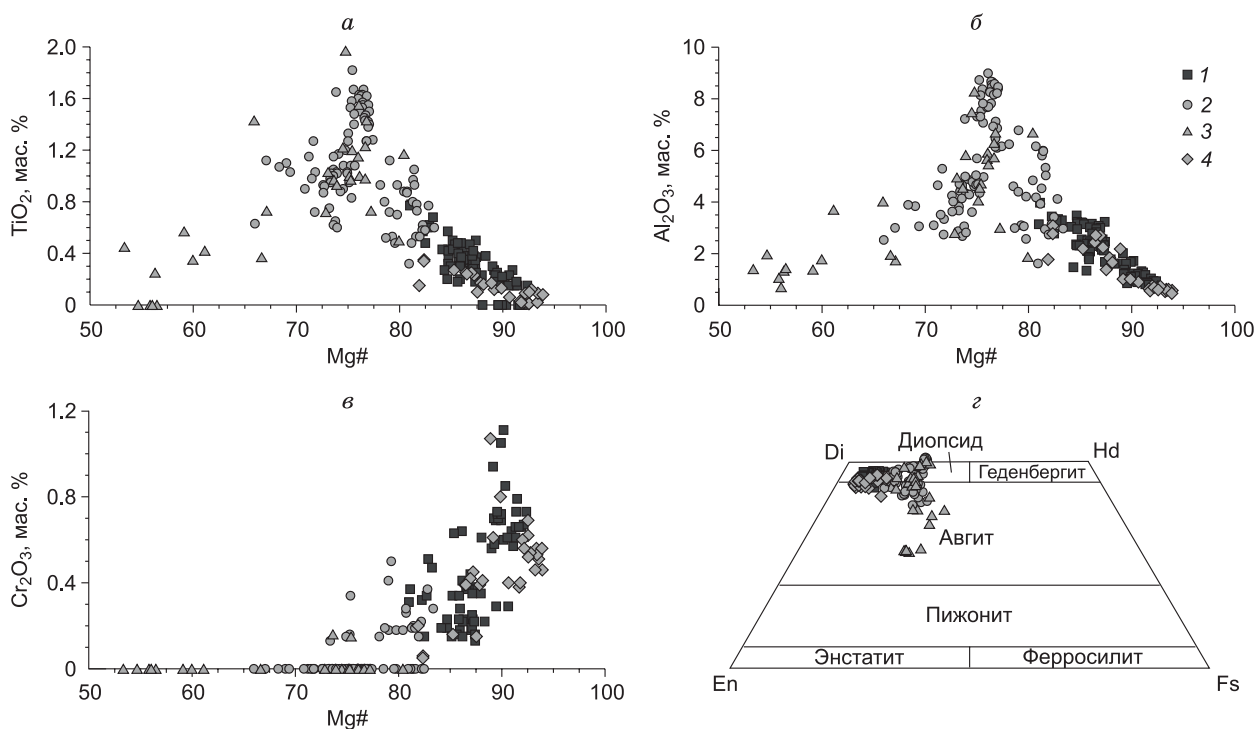 а
TiO2, мас. %
2.0
1.6
1.2
0.8
0.4
0
50 60 70 80 90 100
Mg#
б
Al2O3, мас. %
10
8
6
4
2
0
50 60 70 80 90 100
Mg#
1
2
3
4
в
Cr2O3, мас. %
1.2
0.8
0.4
0
50 60 70 80 90 100
Mg#
г
Диопсид
Di Hd
Геденбергит
Авгит
Пижонит
Энстатит Ферросилит
En Fs